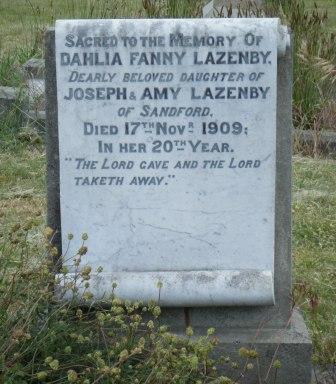 Sacred to the Memory Of
DAHLIA FANNY LAZENBY,
Dearly beloved daughter of
JOSEPH & AMY LAZENBY
of Sandford.
Died 17th Novr 1909;
In her 20th Year.
"The Lord gave and the Lord
taketh away."